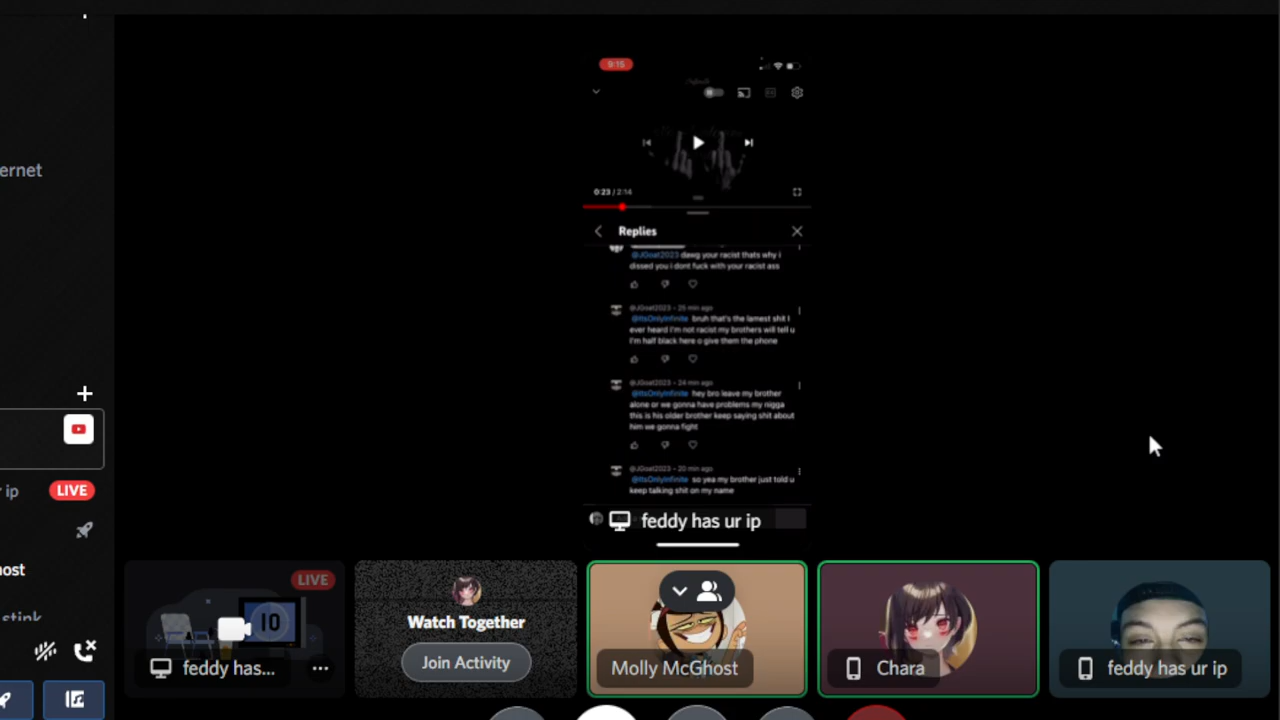 9:15
ernet
0:23 / 2:14
Replies
@JGoat2023 dawg your racist thats why i
dissed you i dont fuck with your racist ass
@JGoat2023 • 25 min ago
@ItsOnlyInfinite bruh that's the lamest shit I
ever heard I'm not racist my brothers will tell u
I'm half black here o give them the phone
@JGoat2023 • 24 min ago
@ItsOnlyInfinite hey bro leave my brother
alone or we gonna have problems my nigga
this is his older brother keep saying shit about
him we gonna fight
@JGoat2023 • 20 min ago
@ItsOnlyInfinite so yea my brother just told u
keep talking shit on my name
r ip
LIVE
feddy has ur ip
ost
stink
LIVE
10
feddy has...
Watch Together
Join Activity
Molly McGhost
Chara
feddy has ur ip